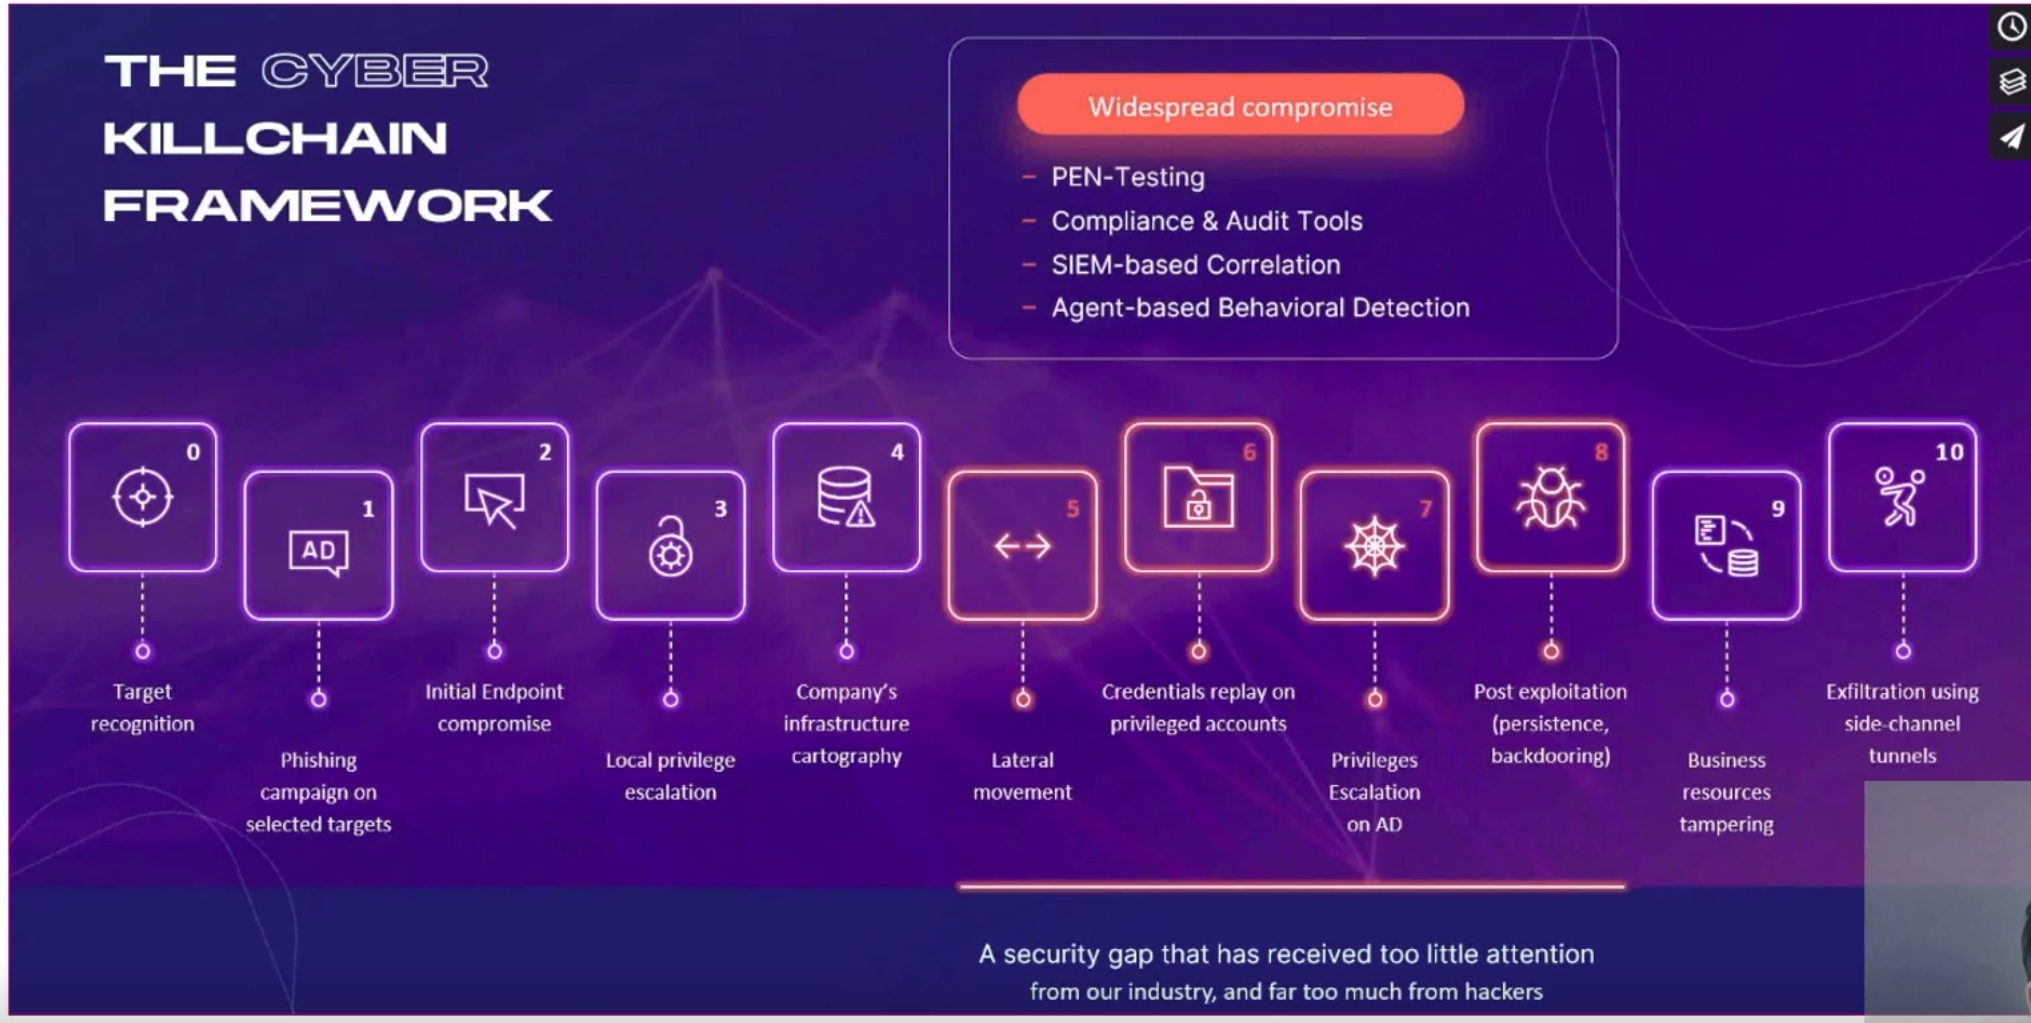 THE CYBER
KILLCHAIN
FRAMEWORK
Widespread compromise
– PEN-Testing
– Compliance & Audit Tools
– SIEM-based Correlation
– Agent-based Behavioral Detection
0
Target
recognition
1
AD
Phishing
campaign on
selected targets
2
Initial Endpoint
compromise
3
Local privilege
escalation
4
Company's
infrastructure
cartography
5
Lateral
movement
6
Credentials replay on
privileged accounts
7
Privileges
Escalation
on AD
8
Post exploitation
(persistence,
backdooring)
9
Business
resources
tampering
10
Exfiltration using
side-channel
tunnels
A security gap that has received too little attention
from our industry, and far too much from hackers